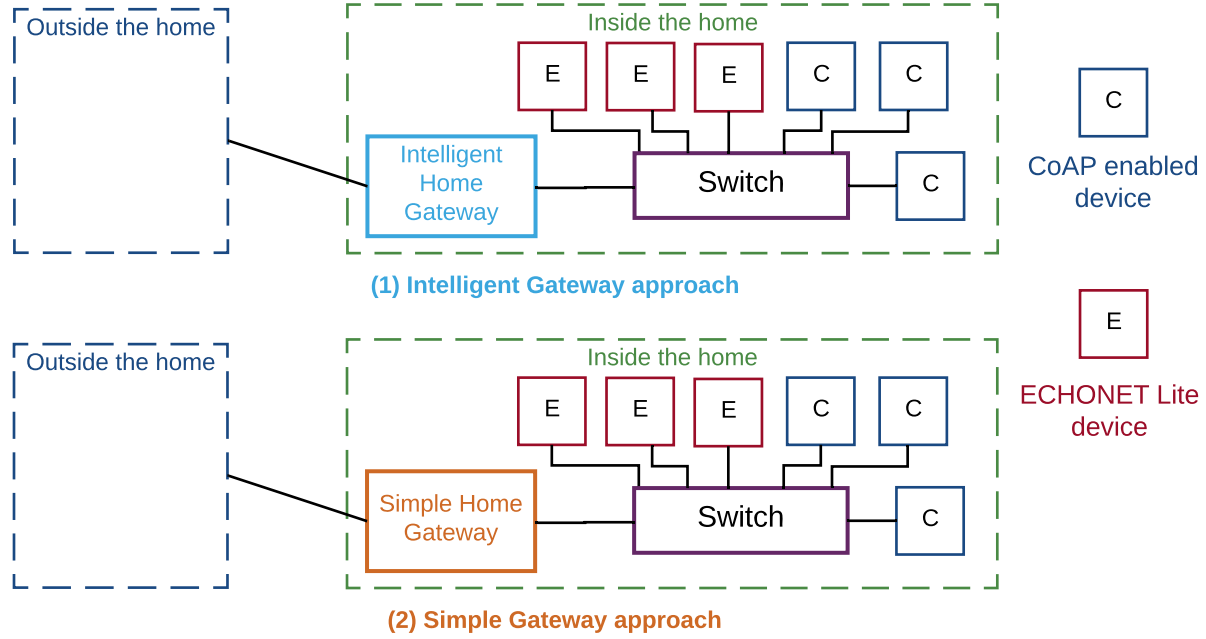 Outside the home
Inside the home
E
E
E
C
C
C
CoAP enabled
device
Intelligent
Home
Gateway
Switch
C
(1) Intelligent Gateway approach
E
ECHONET Lite
device
Outside the home
Inside the home
E
E
E
C
C
Simple Home
Gateway
Switch
C
(2) Simple Gateway approach